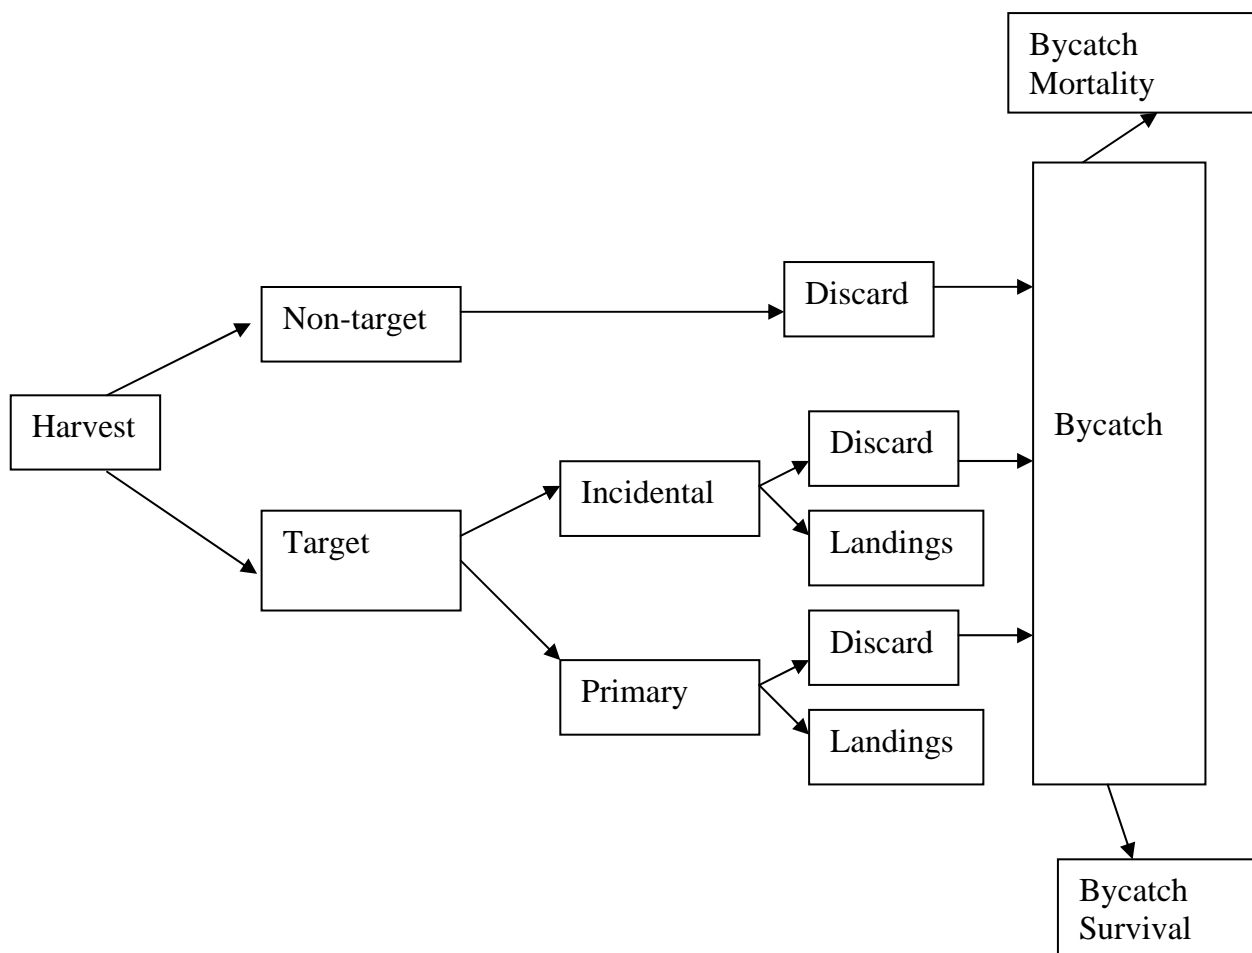 Bycatch
Mortality
Discard
Non-target
Harvest
Bycatch
Discard
Incidental
Landings
Target
Discard
Primary
Landings
Bycatch
Survival